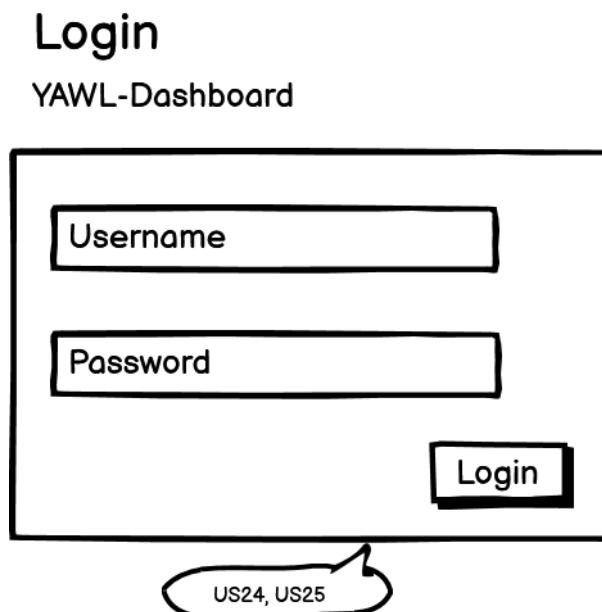 Login
YAWL-Dashboard
Username
Password
Login
US24, US25